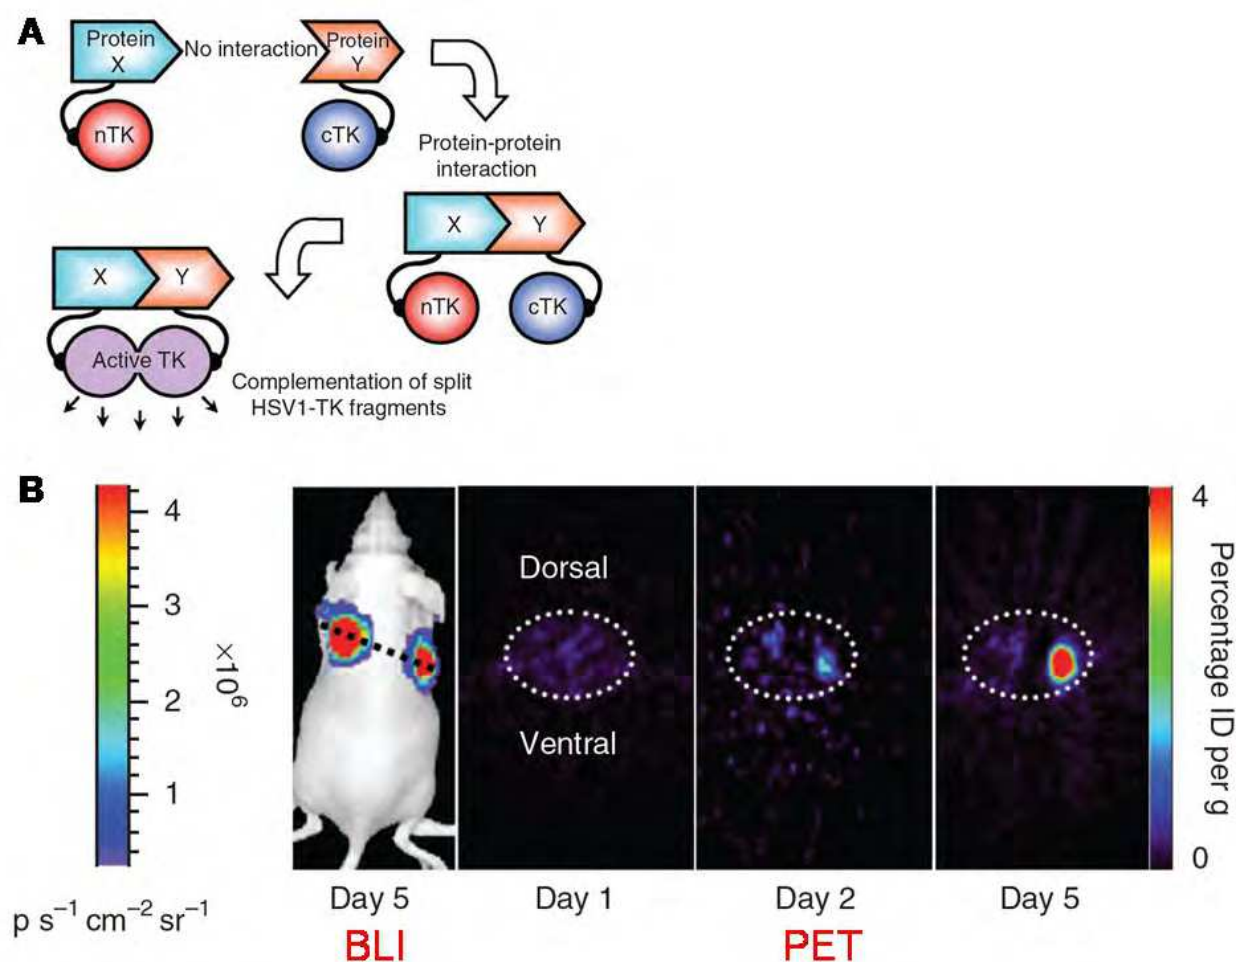 A
Protein
X
No interaction
Protein
Y
nTK
cTK
Protein-protein
interaction
X
Y
nTK
cTK
X
Y
Active TK
Complementation of split
HSV1-TK fragments
B
4
3
2
1
×10⁶
p s⁻¹ cm⁻² sr⁻¹
Dorsal
Ventral
4
0
Percentage ID per g
Day 5
Day 1
Day 2
Day 5
BLI
PET